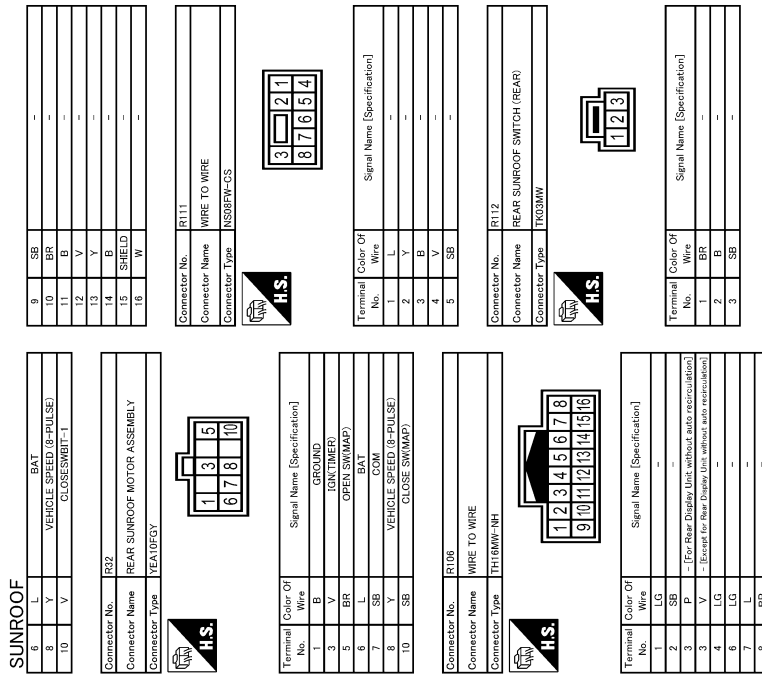 SUNROOF
6 L BAT
8 Y VEHICLE SPEED (8-PULSE)
10 V CLOSESWBIT-1
Connector No. R32
Connector Name REAR SUNROOF MOTOR ASSEMBLY
Connector Type YEA10FGY
H.S.
1 3 5
6 7 8 10
Terminal No. Color Of Wire Signal Name [Specification]
1 B GROUND
3 V IGN(TIMER)
5 BR OPEN SW(MAP)
6 L BAT
7 SB COM
8 Y VEHICLE SPEED (8-PULSE)
10 SB CLOSE SW(MAP)
Connector No. R106
Connector Name WIRE TO WIRE
Connector Type TH16MW-NH
H.S.
1 2 3 4 5 6 7 8
9 10 11 12 13 14 15 16
Terminal No. Color Of Wire Signal Name [Specification]
1 LG -
2 SB -
3 P - [For Rear Display Unit without auto recirculation]
3 V - [Except for Rear Display Unit without auto recirculation]
4 LG -
6 LG -
7 L -
8 BR -
9 SB -
10 BR -
11 B -
12 V -
13 Y -
14 B -
15 SHIELD -
16 W -
Connector No. R111
Connector Name WIRE TO WIRE
Connector Type NS08FW-CS
H.S.
3 2 1
8 7 6 5 4
Terminal No. Color Of Wire Signal Name [Specification]
1 L -
2 Y -
3 B -
4 V -
5 SB -
Connector No. R112
Connector Name REAR SUNROOF SWITCH (REAR)
Connector Type TK03MW
H.S.
1 2 3
Terminal No. Color Of Wire Signal Name [Specification]
1 BR -
2 B -
3 SB -